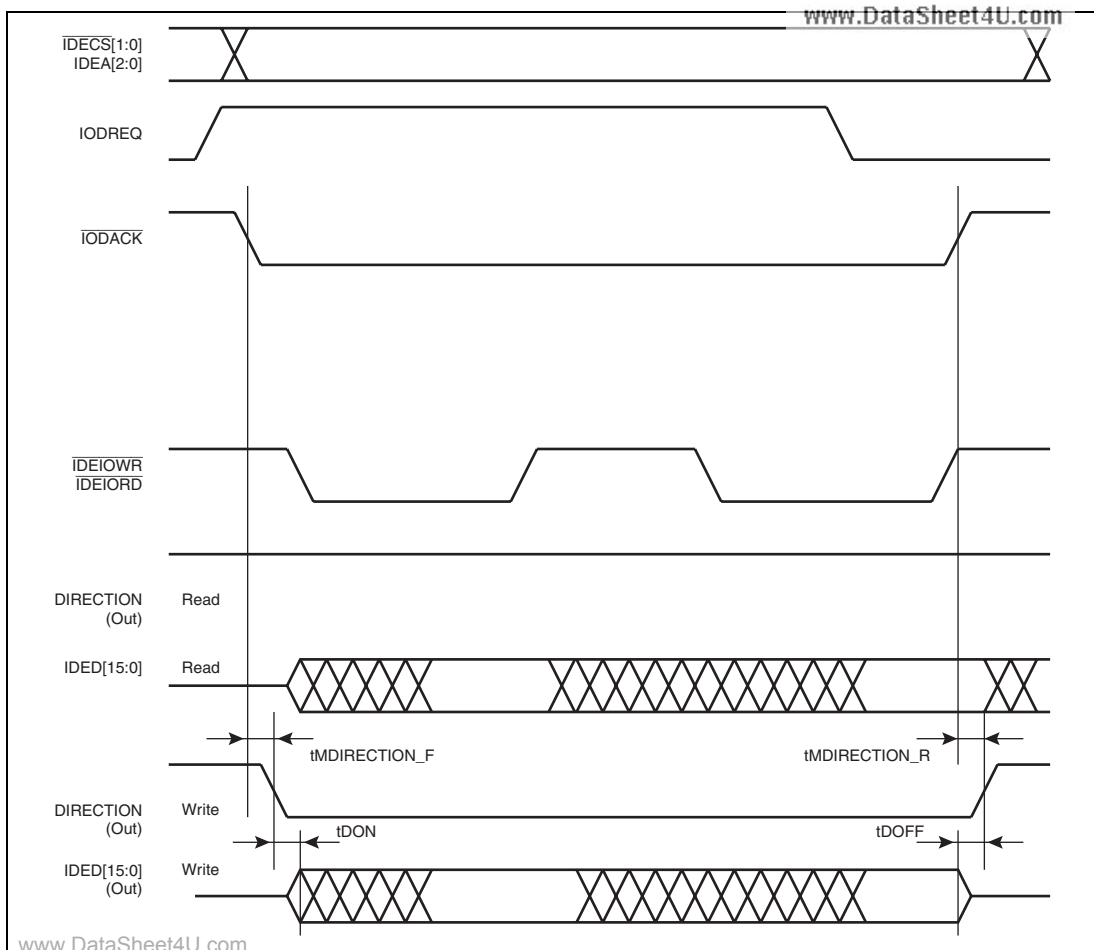 www.DataSheet4U.com
IDECS[1:0]
IDEA[2:0]
IODREQ
IODACK
IDEIOWR
IDEIORD
DIRECTION Read
(Out)
IDED[15:0] Read
tMDIRECTION_F tMDIRECTION_R
DIRECTION Write
(Out)
tDON tDOFF
IDED[15:0] Write
(Out)
www.DataSheet4U.com